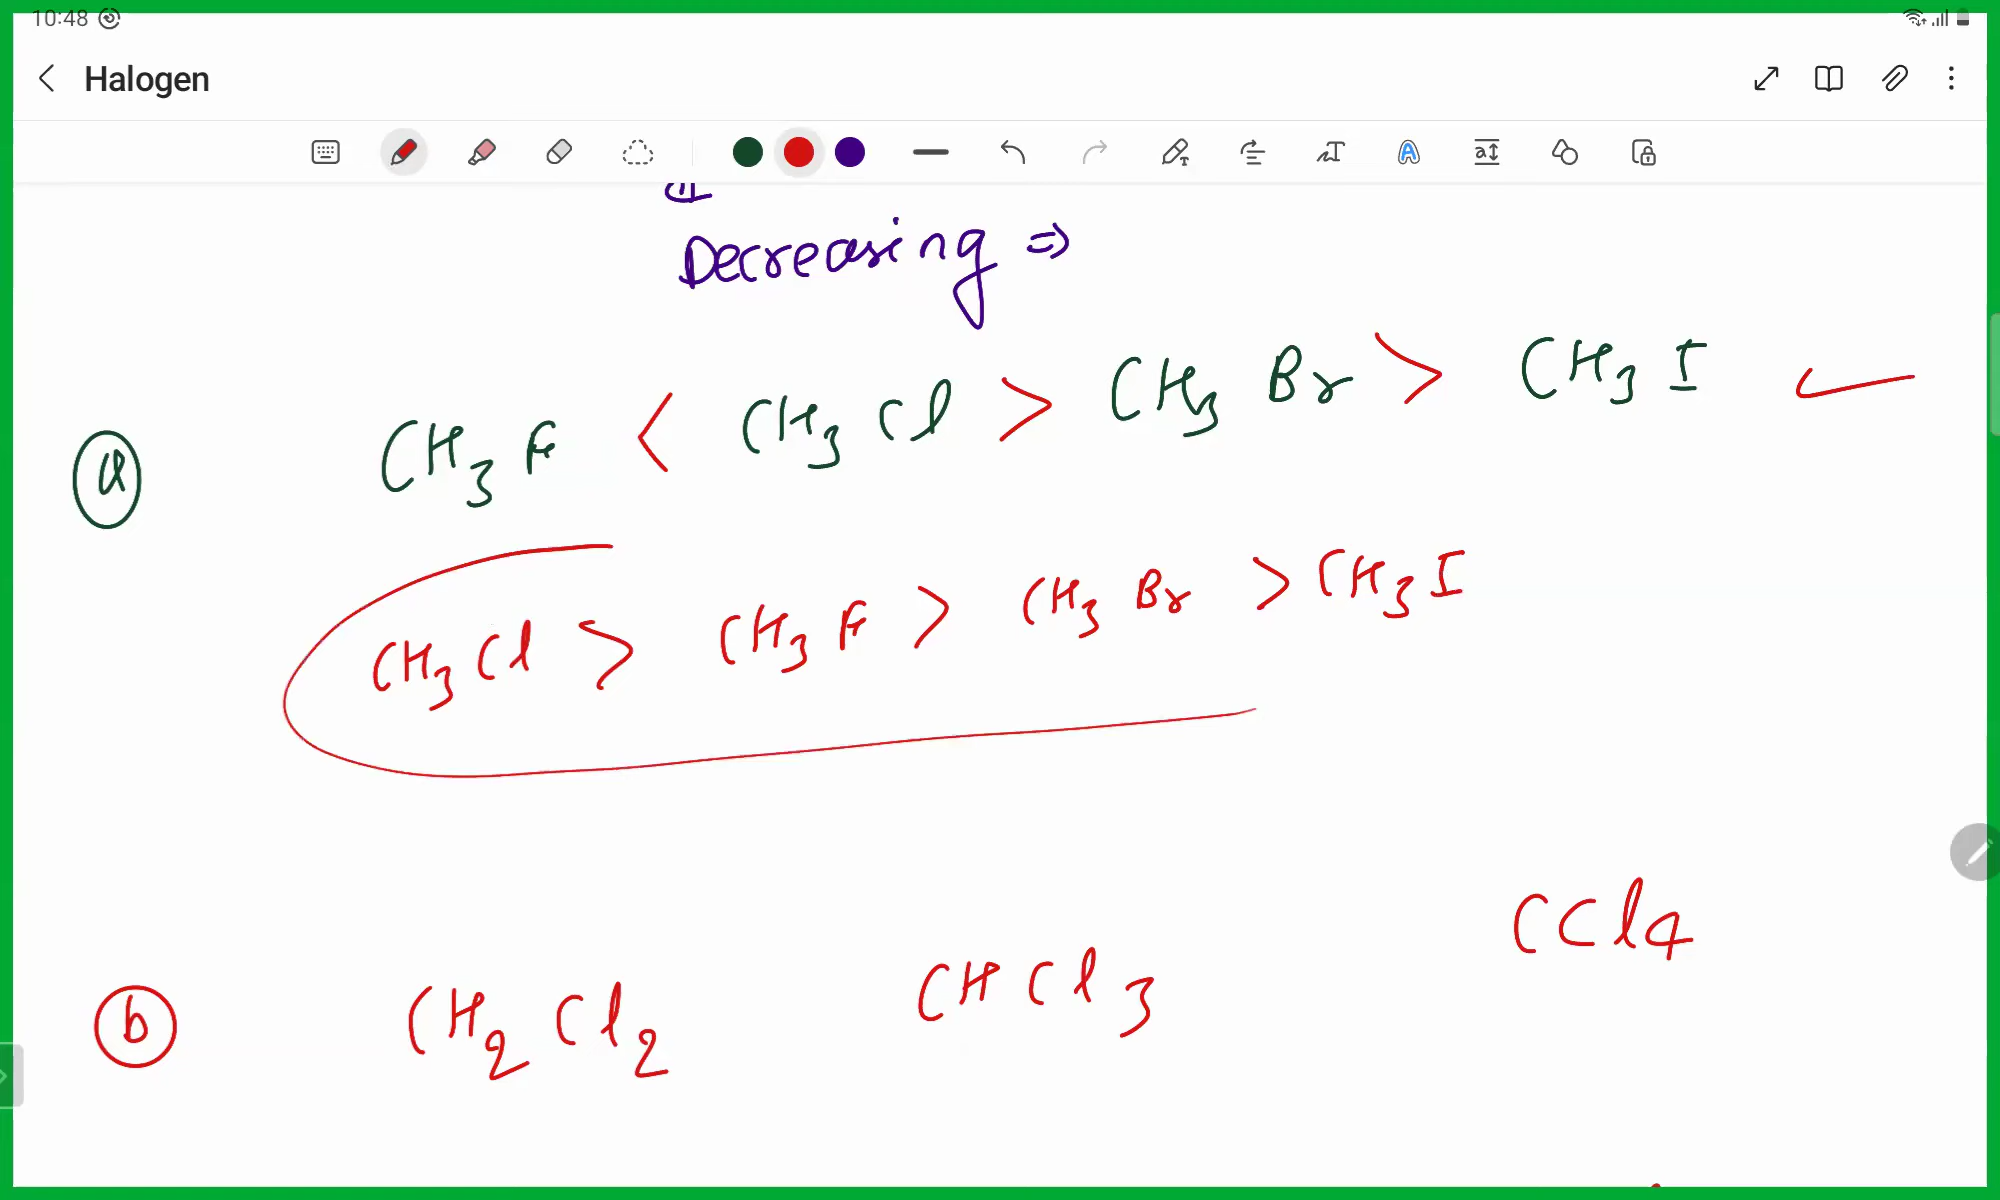 10:48
Halogen
Decreasing ⇒
(a) CH3F < CH3Cl > CH3Br > CH3I
CH3Cl > CH3F > CH3Br > CH3I
CCl4
(b) CH2Cl2 CHCl3